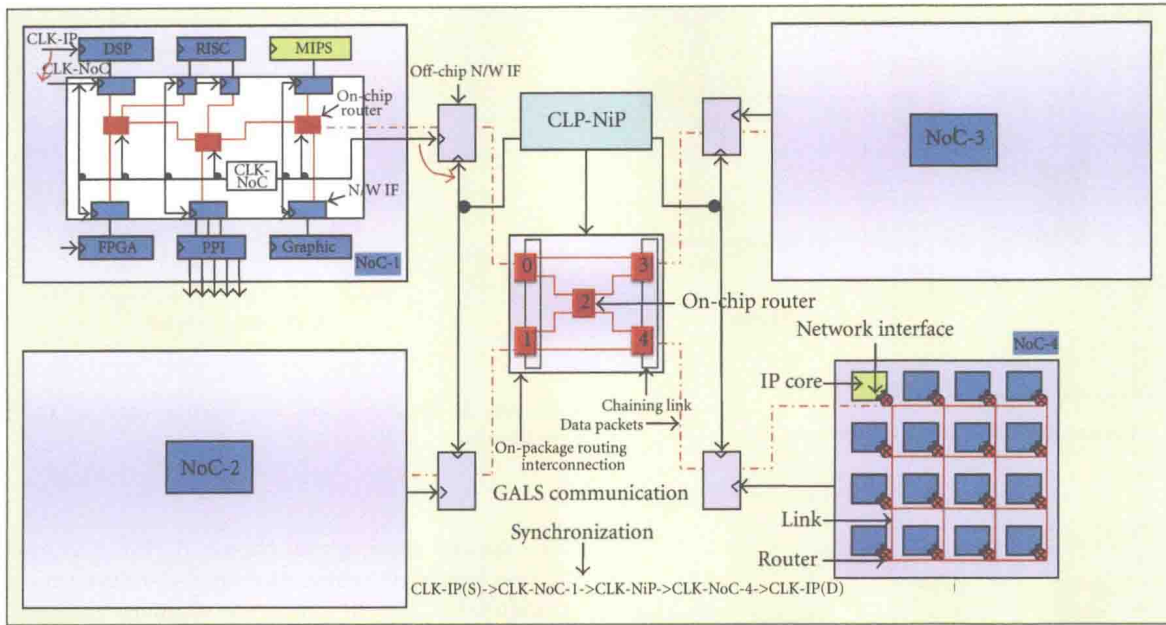 CLK-IP
DSP
RISC
MIPS
CLK-NoC
On-chip
router
CLK-
NoC
N/W IF
FPGA
PPI
Graphic
NoC-1
Off-chip N/W IF
CLP-NiP
NoC-3
0
3
2
1
4
On-chip router
Chaining link
Data packets
On-package routing
interconnection
NoC-2
GALS communication
Synchronization
CLK-IP(S)->CLK-NoC-1->CLK-NiP->CLK-NoC-4->CLK-IP(D)
Network interface
NoC-4
IP core
Link
Router